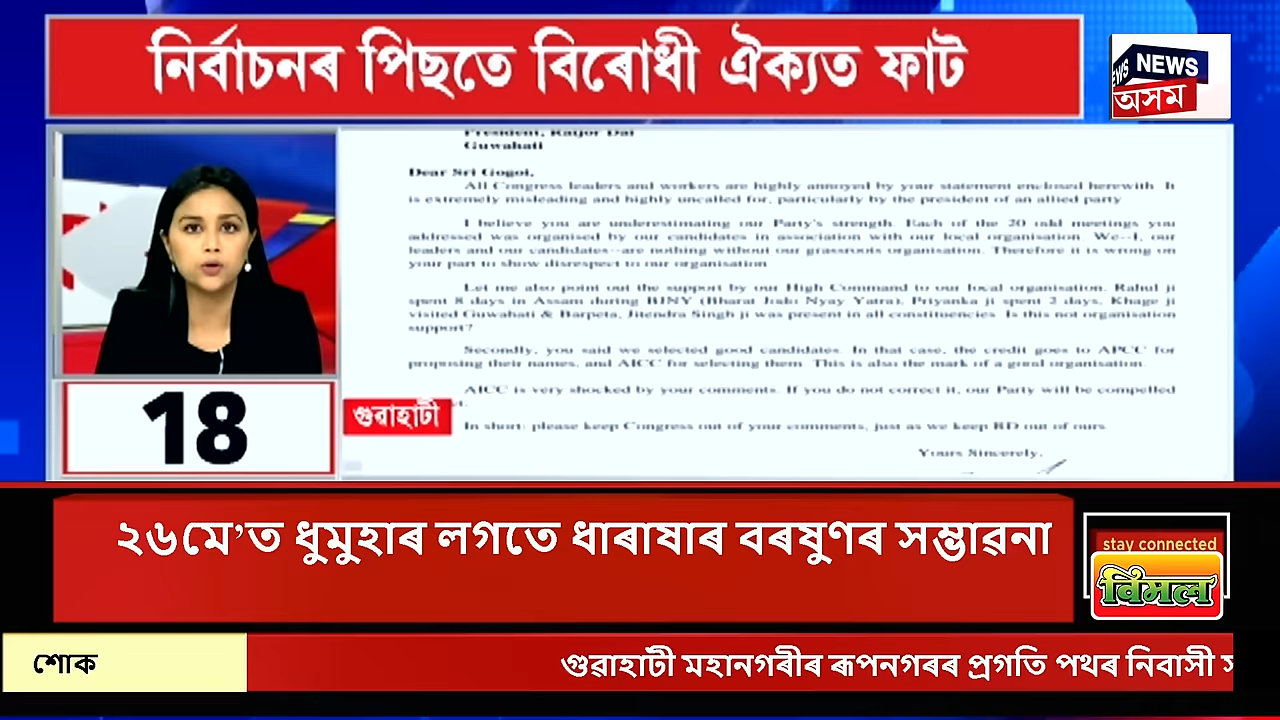 নিৰ্বাচনৰ পিছতে বিৰোধী ঐক্যত ফাট
NEWS
অসম
President, Raijor Dal
Guwahati
Dear Sri Gogoi,
All Congress leaders and workers are highly annoyed by your statement enclosed herewith. It
is extremely misleading and highly uncalled for, particularly by the president of an allied party
I believe you are underestimating our Party's strength. Each of the 20 odd meetings you
addressed was organised by our candidates in association with our local organisation. We--I, our
leaders and our candidates--are nothing without our grassroots organisation. Therefore it is wrong on
your part to show disrespect to our organisation
Let me also point out the support by our High Command to our local organisation. Rahul ji
spent 8 days in Assam during BJNY (Bharat Jodo Nyay Yatra), Priyanka ji spent 2 days, Khage ji
visited Guwahati & Barpeta, Jitendra Singh ji was present in all constituencies. Is this not organisation
support?
Secondly, you said we selected good candidates. In that case, the credit goes to APCC for
proposing their names, and AICC for selecting them. This is also the mark of a good organisation.
AICC is very shocked by your comments. If you do not correct it, our Party will be compelled
In short: please keep Congress out of your comments, just as we keep RD out of ours
Yours Sincerely,
18
গুৱাহাটী
২৬মে’ত ধুমুহাৰ লগতে ধাৰাষাৰ বৰষুণৰ সম্ভাৱনা
stay connected
विमल
শোক
গুৱাহাটী মহানগৰীৰ ৰূপনগৰৰ প্ৰগতি পথৰ নিবাসী